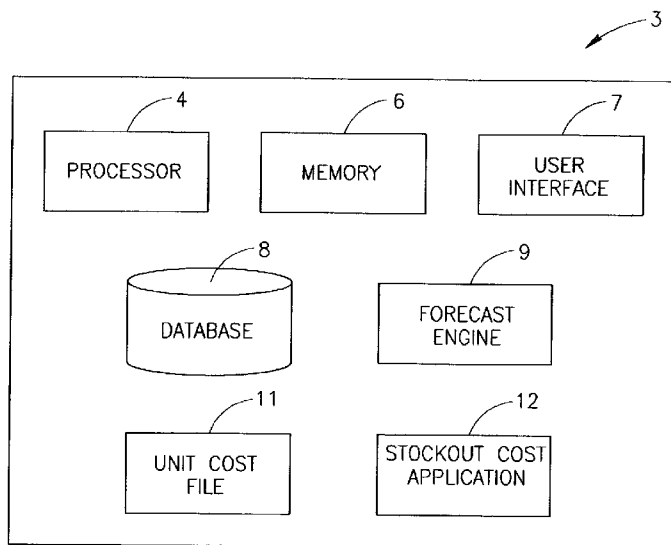 3
4
6
7
PROCESSOR
MEMORY
USER
INTERFACE
8
9
DATABASE
FORECAST
ENGINE
11
12
UNIT COST
FILE
STOCKOUT COST
APPLICATION